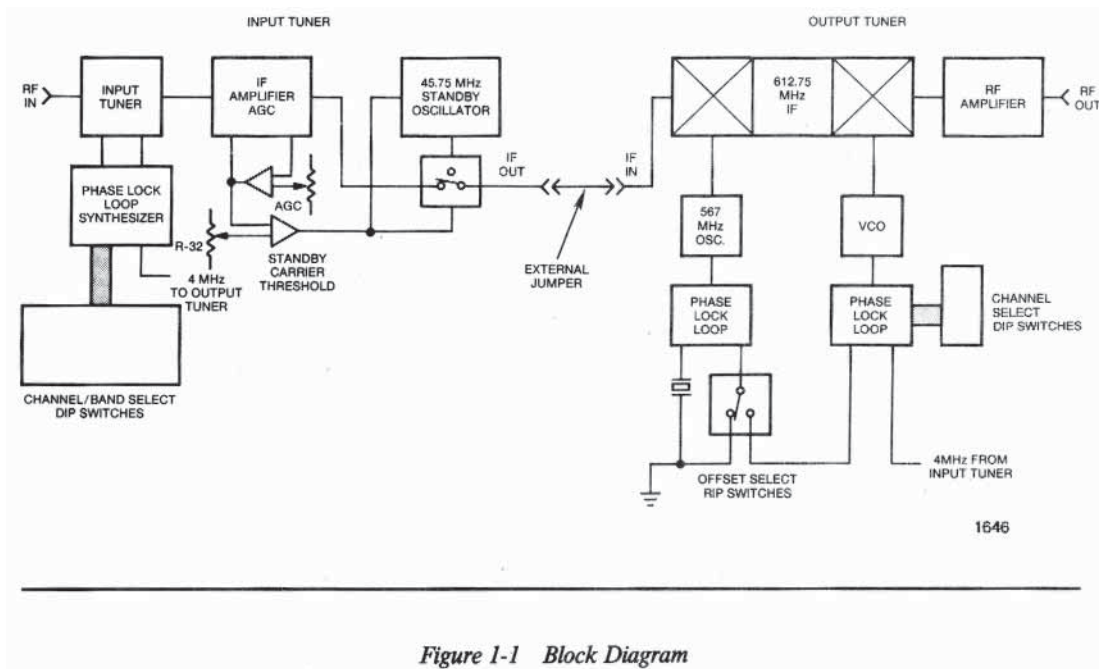 INPUT TUNER
OUTPUT TUNER
RF
IN
INPUT
TUNER
IF
AMPLIFIER
AGC
45.75 MHz
STANDBY
OSCILLATOR
612.75
MHz
IF
RF
AMPLIFIER
RF
OUT
PHASE LOCK
LOOP
SYNTHESIZER
AGC
IF
OUT
IF
IN
R-32
STANDBY
CARRIER
THRESHOLD
4 MHz
TO OUTPUT
TUNER
EXTERNAL
JUMPER
567
MHz
OSC.
VCO
PHASE
LOCK
LOOP
PHASE
LOCK
LOOP
CHANNEL
SELECT
DIP SWITCHES
CHANNEL/BAND SELECT
DIP SWITCHES
OFFSET SELECT
RIP SWITCHES
4MHz FROM
INPUT TUNER
1646
Figure 1-1 Block Diagram